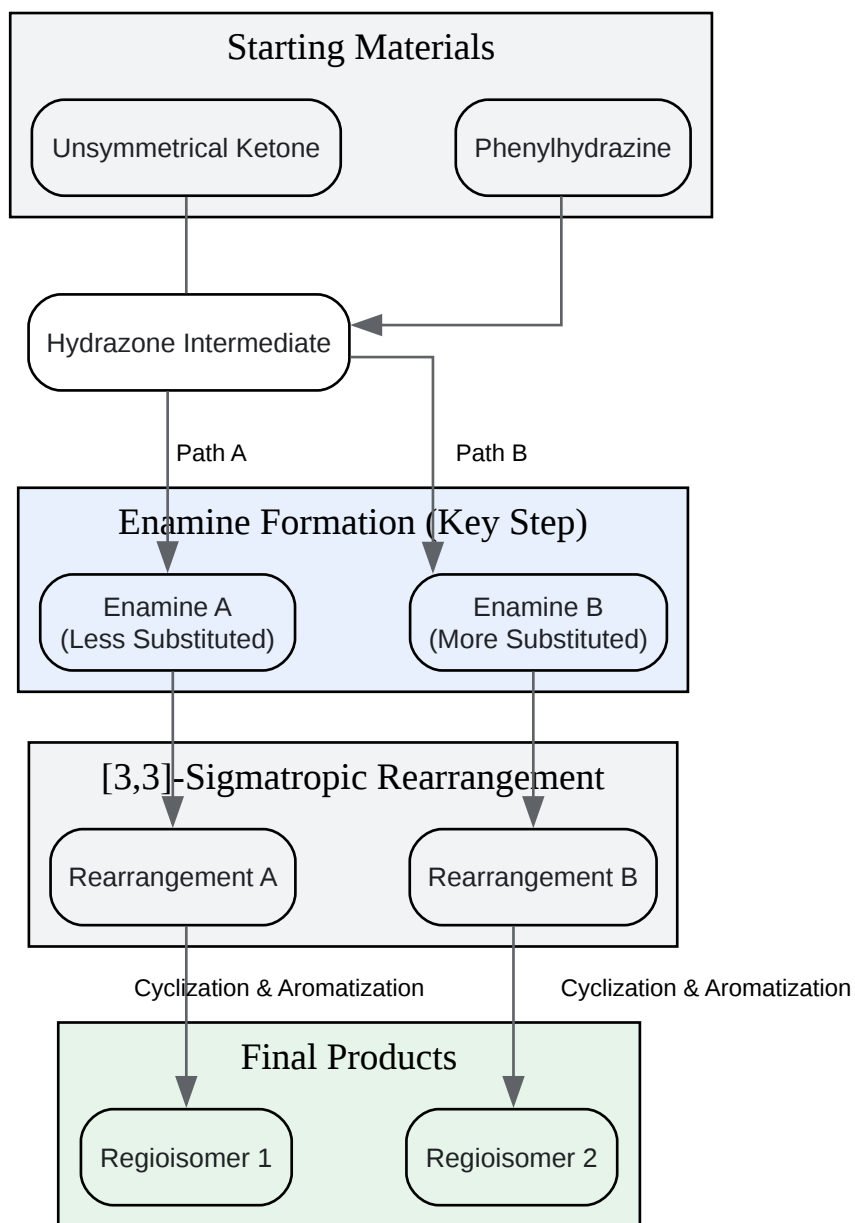 Starting Materials
Unsymmetrical Ketone
Phenylhydrazine
Hydrazone Intermediate
Path A
Path B
Enamine Formation (Key Step)
Enamine A
(Less Substituted)
Enamine B
(More Substituted)
[3,3]-Sigmatropic Rearrangement
Rearrangement A
Rearrangement B
Cyclization & Aromatization
Cyclization & Aromatization
Final Products
Regioisomer 1
Regioisomer 2